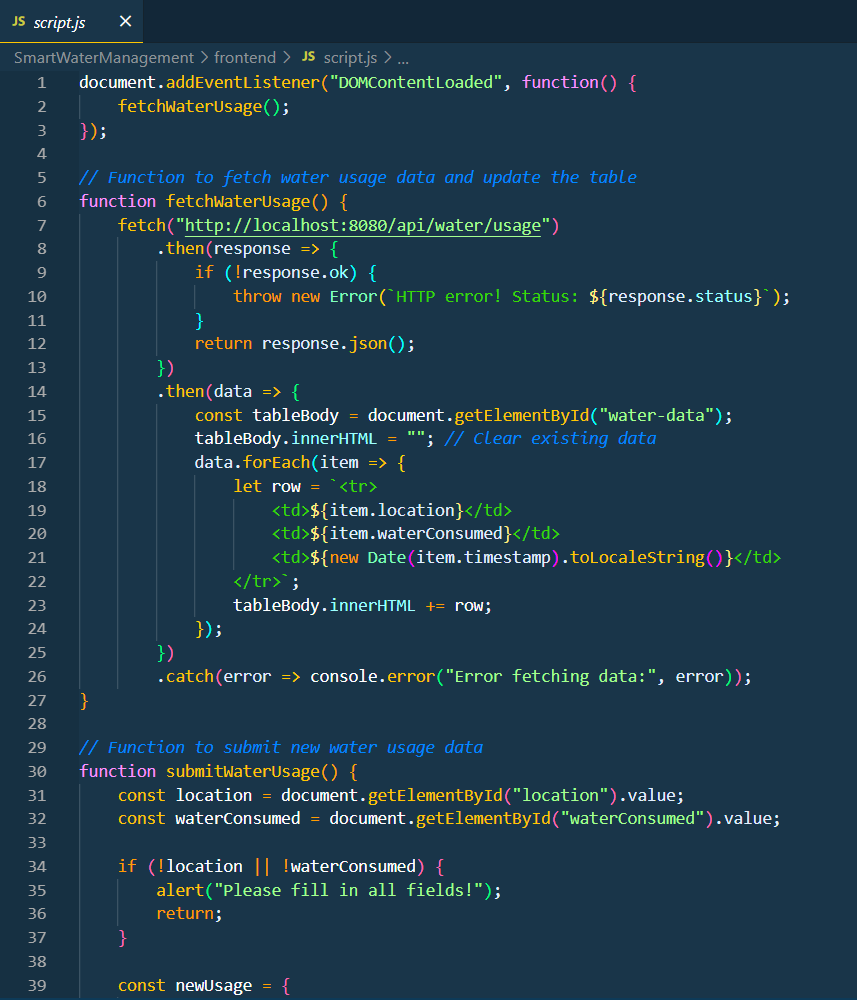 JS script.js ×
SmartWaterManagement > frontend > JS script.js > ...
1 document.addEventListener("DOMContentLoaded", function() {
2     fetchWaterUsage();
3 });
4
5 // Function to fetch water usage data and update the table
6 function fetchWaterUsage() {
7     fetch("http://localhost:8080/api/water/usage")
8         .then(response => {
9             if (!response.ok) {
10                 throw new Error(`HTTP error! Status: ${response.status}`);
11             }
12             return response.json();
13         })
14         .then(data => {
15             const tableBody = document.getElementById("water-data");
16             tableBody.innerHTML = ""; // Clear existing data
17             data.forEach(item => {
18                 let row = `<tr>
19                     <td>${item.location}</td>
20                     <td>${item.waterConsumed}</td>
21                     <td>${new Date(item.timestamp).toLocaleString()}</td>
22                 </tr>`;
23                 tableBody.innerHTML += row;
24             });
25         })
26         .catch(error => console.error("Error fetching data:", error));
27 }
28
29 // Function to submit new water usage data
30 function submitWaterUsage() {
31     const location = document.getElementById("location").value;
32     const waterConsumed = document.getElementById("waterConsumed").value;
33
34     if (!location || !waterConsumed) {
35         alert("Please fill in all fields!");
36         return;
37     }
38
39     const newUsage = {